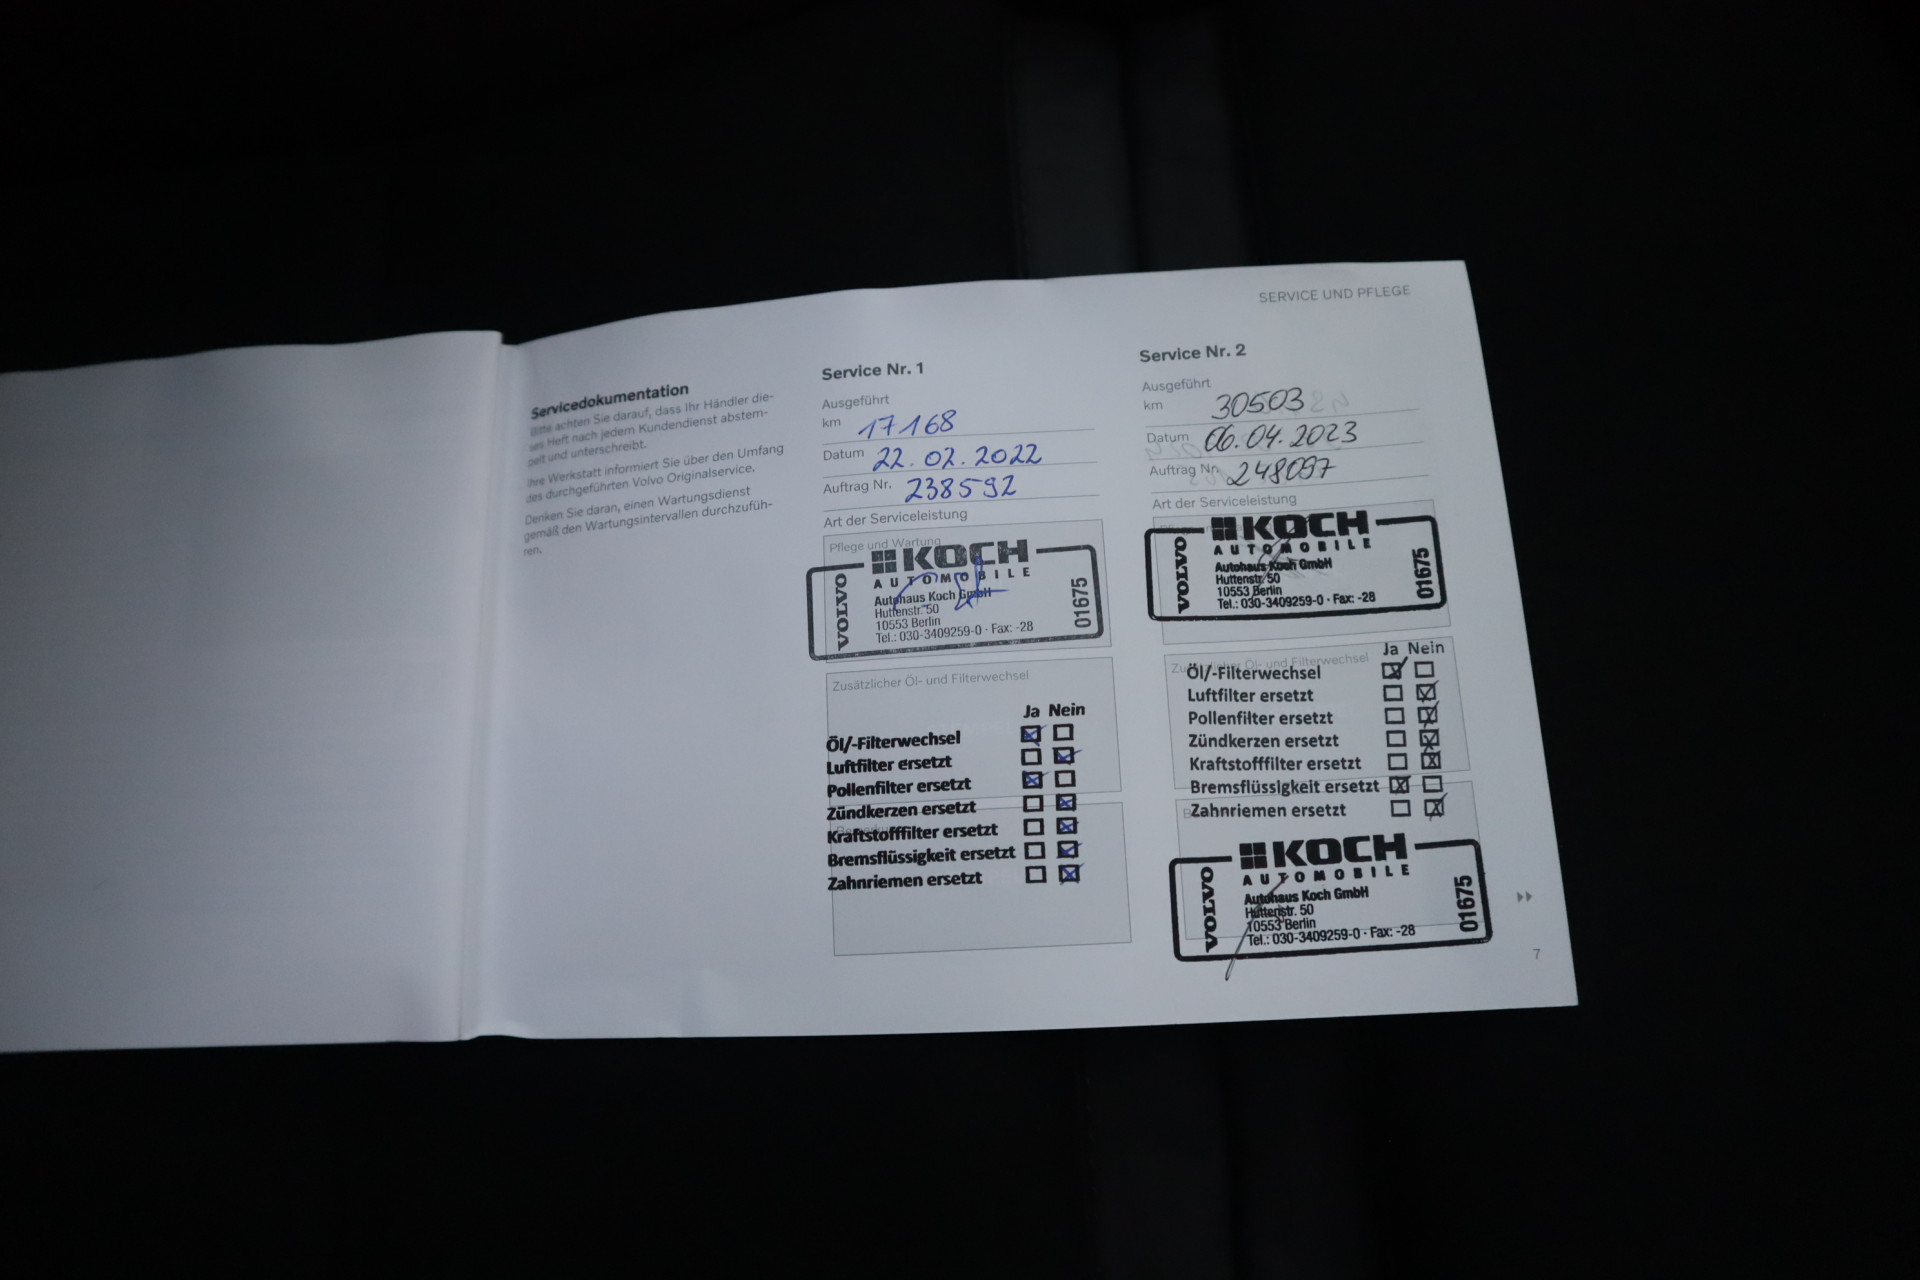 SERVICE UND PFLEGE
Servicedokumentation
Bitte achten Sie darauf, dass Ihr Händler die-
ses Heft nach jedem Kundendienst abstem-
pelt und unterschreibt.
Ihre Werkstatt informiert Sie über den Umfang
des durchgeführten Volvo Originalservice.
Denken Sie daran, einen Wartungsdienst
gemäß den Wartungsintervallen durchzufüh-
ren.
Service Nr. 1
Ausgeführt
km 17168
Datum 22.02.2022
Auftrag Nr. 238592
Art der Serviceleistung
Pflege und Wartung
KOCH
AUTOMOBILE
VOLVO
Autohaus Koch GmbH
Huttenstr. 50
10553 Berlin
Tel.: 030-3409259-0 · Fax: -28
01675
Zusätzlicher Öl- und Filterwechsel
Ja Nein
Öl/-Filterwechsel
Luftfilter ersetzt
Pollenfilter ersetzt
Zündkerzen ersetzt
Kraftstofffilter ersetzt
Bremsflüssigkeit ersetzt
Zahnriemen ersetzt
Service Nr. 2
Ausgeführt
km 30503
Datum 06.04.2023
Auftrag Nr. 248097
Art der Serviceleistung
KOCH
AUTOMOBILE
VOLVO
Autohaus Koch GmbH
Huttenstr. 50
10553 Berlin
Tel.: 030-3409259-0 · Fax: -28
01675
Zusätzlicher Öl- und Filterwechsel
Ja Nein
Öl/-Filterwechsel
Luftfilter ersetzt
Pollenfilter ersetzt
Zündkerzen ersetzt
Kraftstofffilter ersetzt
Bremsflüssigkeit ersetzt
Zahnriemen ersetzt
KOCH
AUTOMOBILE
VOLVO
Autohaus Koch GmbH
Huttenstr. 50
10553 Berlin
Tel.: 030-3409259-0 · Fax: -28
01675
7